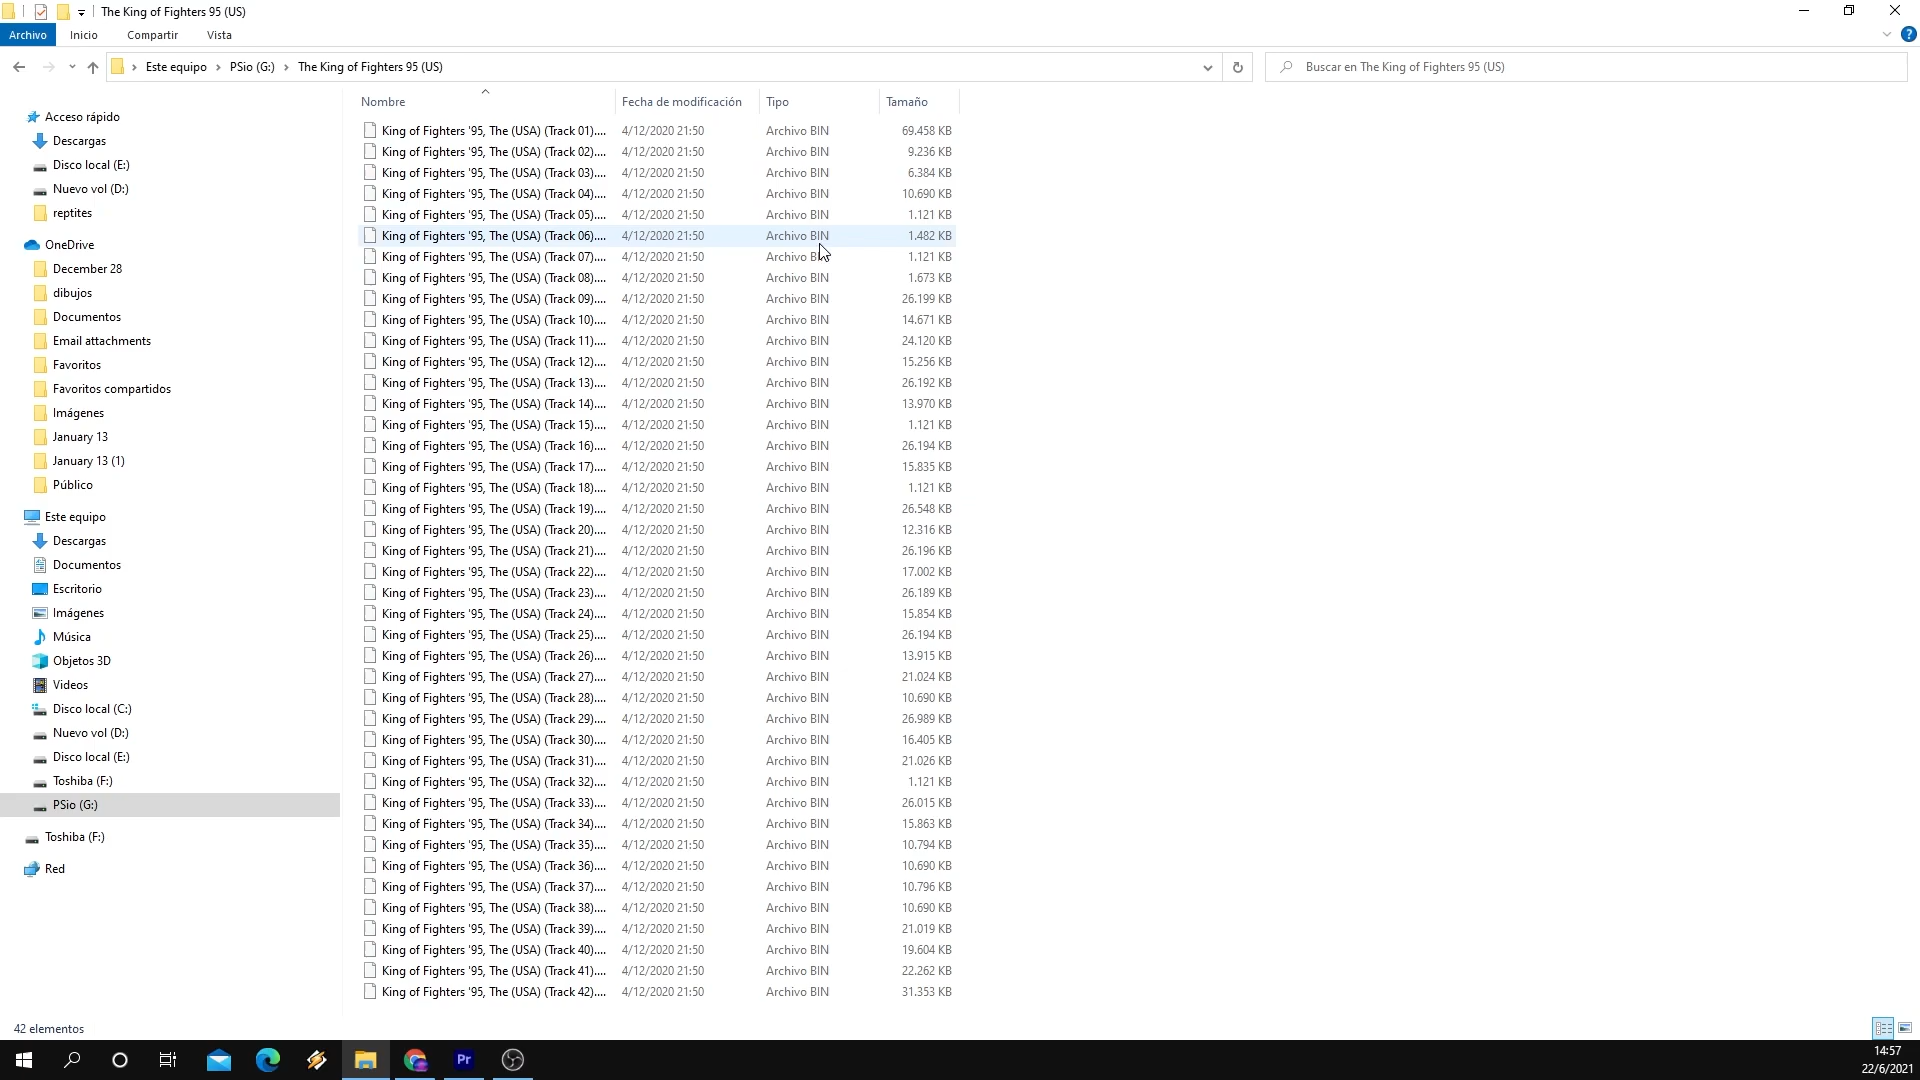 The King of Fighters 95 (US)
Archivo Inicio Compartir Vista
Este equipo PSio (G:) The King of Fighters 95 (US) Buscar en The King of Fighters 95 (US)
Nombre Fecha de modificación Tipo Tamaño
King of Fighters '95, The (USA) (Track 01).... 4/12/2020 21:50 Archivo BIN 69.458 KB
King of Fighters '95, The (USA) (Track 02).... 4/12/2020 21:50 Archivo BIN 9.236 KB
King of Fighters '95, The (USA) (Track 03).... 4/12/2020 21:50 Archivo BIN 6.384 KB
King of Fighters '95, The (USA) (Track 04).... 4/12/2020 21:50 Archivo BIN 10.690 KB
King of Fighters '95, The (USA) (Track 05).... 4/12/2020 21:50 Archivo BIN 1.121 KB
King of Fighters '95, The (USA) (Track 06).... 4/12/2020 21:50 Archivo BIN 1.482 KB
King of Fighters '95, The (USA) (Track 07).... 4/12/2020 21:50 Archivo BIN 1.121 KB
King of Fighters '95, The (USA) (Track 08).... 4/12/2020 21:50 Archivo BIN 1.673 KB
King of Fighters '95, The (USA) (Track 09).... 4/12/2020 21:50 Archivo BIN 26.199 KB
King of Fighters '95, The (USA) (Track 10).... 4/12/2020 21:50 Archivo BIN 14.671 KB
King of Fighters '95, The (USA) (Track 11).... 4/12/2020 21:50 Archivo BIN 24.120 KB
King of Fighters '95, The (USA) (Track 12).... 4/12/2020 21:50 Archivo BIN 15.256 KB
King of Fighters '95, The (USA) (Track 13).... 4/12/2020 21:50 Archivo BIN 26.192 KB
King of Fighters '95, The (USA) (Track 14).... 4/12/2020 21:50 Archivo BIN 13.970 KB
King of Fighters '95, The (USA) (Track 15).... 4/12/2020 21:50 Archivo BIN 1.121 KB
King of Fighters '95, The (USA) (Track 16).... 4/12/2020 21:50 Archivo BIN 26.194 KB
King of Fighters '95, The (USA) (Track 17).... 4/12/2020 21:50 Archivo BIN 15.835 KB
King of Fighters '95, The (USA) (Track 18).... 4/12/2020 21:50 Archivo BIN 1.121 KB
King of Fighters '95, The (USA) (Track 19).... 4/12/2020 21:50 Archivo BIN 26.548 KB
King of Fighters '95, The (USA) (Track 20).... 4/12/2020 21:50 Archivo BIN 12.316 KB
King of Fighters '95, The (USA) (Track 21).... 4/12/2020 21:50 Archivo BIN 26.196 KB
King of Fighters '95, The (USA) (Track 22).... 4/12/2020 21:50 Archivo BIN 17.002 KB
King of Fighters '95, The (USA) (Track 23).... 4/12/2020 21:50 Archivo BIN 26.189 KB
King of Fighters '95, The (USA) (Track 24).... 4/12/2020 21:50 Archivo BIN 15.854 KB
King of Fighters '95, The (USA) (Track 25).... 4/12/2020 21:50 Archivo BIN 26.194 KB
King of Fighters '95, The (USA) (Track 26).... 4/12/2020 21:50 Archivo BIN 13.915 KB
King of Fighters '95, The (USA) (Track 27).... 4/12/2020 21:50 Archivo BIN 21.024 KB
King of Fighters '95, The (USA) (Track 28).... 4/12/2020 21:50 Archivo BIN 10.690 KB
King of Fighters '95, The (USA) (Track 29).... 4/12/2020 21:50 Archivo BIN 26.989 KB
King of Fighters '95, The (USA) (Track 30).... 4/12/2020 21:50 Archivo BIN 16.405 KB
King of Fighters '95, The (USA) (Track 31).... 4/12/2020 21:50 Archivo BIN 21.026 KB
King of Fighters '95, The (USA) (Track 32).... 4/12/2020 21:50 Archivo BIN 1.121 KB
King of Fighters '95, The (USA) (Track 33).... 4/12/2020 21:50 Archivo BIN 26.015 KB
King of Fighters '95, The (USA) (Track 34).... 4/12/2020 21:50 Archivo BIN 15.863 KB
King of Fighters '95, The (USA) (Track 35).... 4/12/2020 21:50 Archivo BIN 10.794 KB
King of Fighters '95, The (USA) (Track 36).... 4/12/2020 21:50 Archivo BIN 10.690 KB
King of Fighters '95, The (USA) (Track 37).... 4/12/2020 21:50 Archivo BIN 10.796 KB
King of Fighters '95, The (USA) (Track 38).... 4/12/2020 21:50 Archivo BIN 10.690 KB
King of Fighters '95, The (USA) (Track 39).... 4/12/2020 21:50 Archivo BIN 21.019 KB
King of Fighters '95, The (USA) (Track 40).... 4/12/2020 21:50 Archivo BIN 19.604 KB
King of Fighters '95, The (USA) (Track 41).... 4/12/2020 21:50 Archivo BIN 22.262 KB
King of Fighters '95, The (USA) (Track 42).... 4/12/2020 21:50 Archivo BIN 31.353 KB
Acceso rápido
Descargas
Disco local (E:)
Nuevo vol (D:)
reptites
OneDrive
December 28
dibujos
Documentos
Email attachments
Favoritos
Favoritos compartidos
Imágenes
January 13
January 13 (1)
Público
Este equipo
Descargas
Documentos
Escritorio
Imágenes
Música
Objetos 3D
Videos
Disco local (C:)
Nuevo vol (D:)
Disco local (E:)
Toshiba (F:)
PSio (G:)
Toshiba (F:)
Red
42 elementos
Pr
14:57
22/6/2021